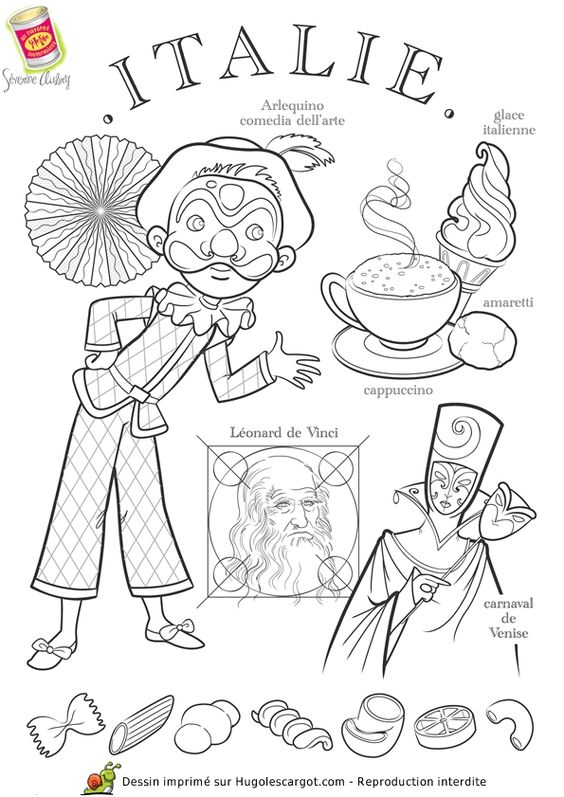 Séverine Aubry
ITALIE
Arlequino
comedia dell'arte
glace
italienne
amaretti
cappuccino
Léonard de Vinci
carnaval
de
Venise
Dessin imprimé sur Hugolescargot.com - Reproduction interdite